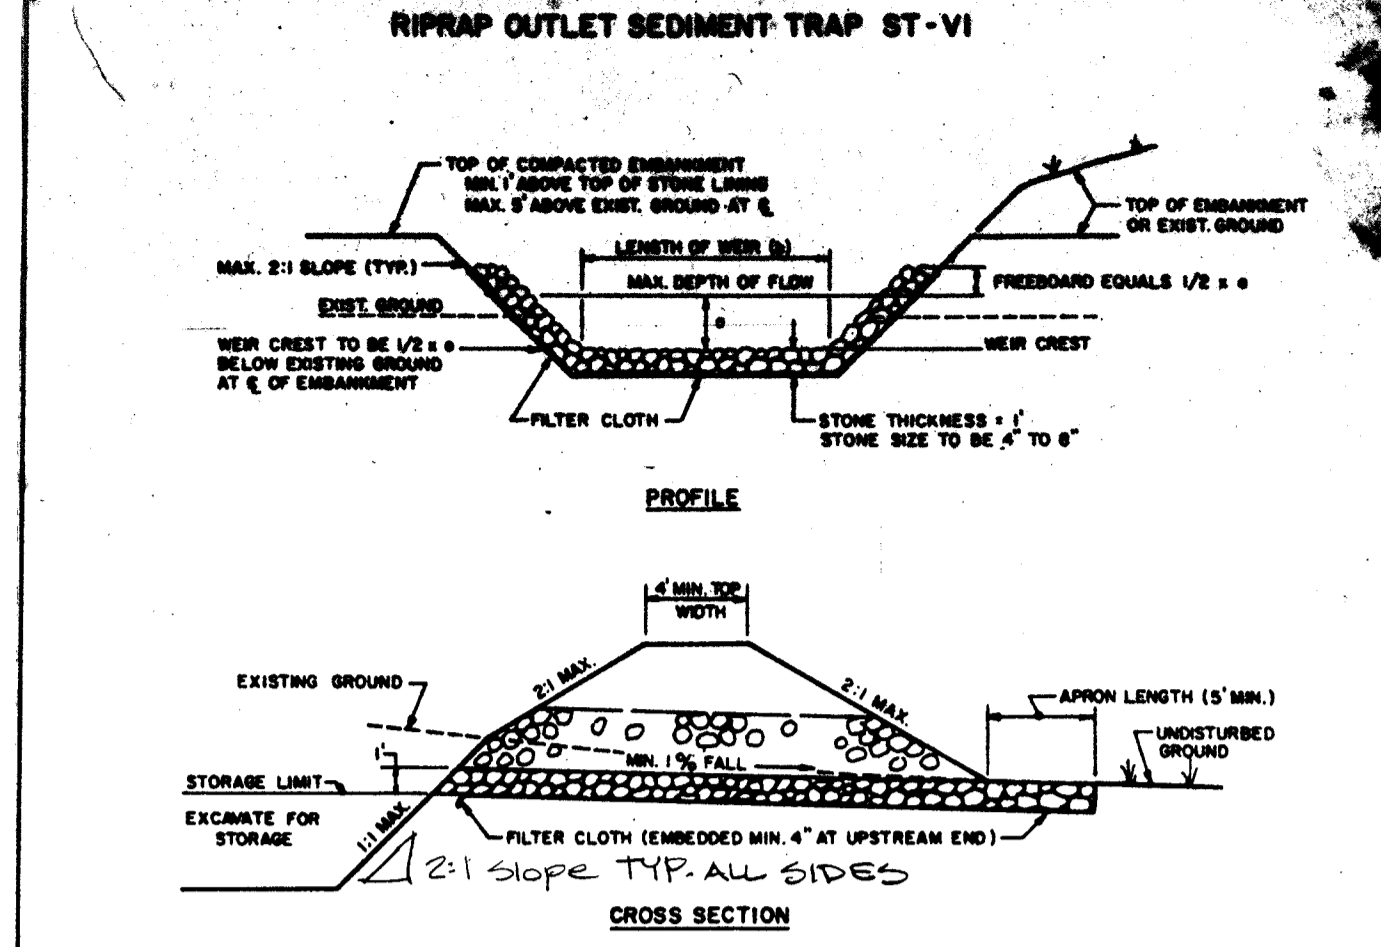 RIPRAP OUTLET SEDIMENT TRAP ST-VI
TOP OF COMPACTED EMBANKMENT
MIN. 1' ABOVE TOP OF STONE LINING
MAX. 5' ABOVE EXIST. GROUND AT ℄
TOP OF EMBANKMENT
OR EXIST. GROUND
LENGTH OF WEIR (b)
MAX. 2:1 SLOPE (TYP.)
MAX. DEPTH OF FLOW
FREEBOARD EQUALS 1/2 x e
EXIST. GROUND
e
WEIR CREST TO BE 1/2 x e
BELOW EXISTING GROUND
AT ℄ OF EMBANKMENT
WEIR CREST
FILTER CLOTH
STONE THICKNESS = 1'
STONE SIZE TO BE 4" TO 8"
PROFILE
4' MIN. TOP
WIDTH
EXISTING GROUND
2:1 MAX.
2:1 MAX.
APRON LENGTH (5' MIN.)
UNDISTURBED
GROUND
1'
MIN. 1% FALL
STORAGE LIMIT
EXCAVATE FOR
STORAGE
1:1 MAX.
FILTER CLOTH (EMBEDDED MIN. 4" AT UPSTREAM END)
2:1 Slope TYP. ALL SIDES
CROSS SECTION